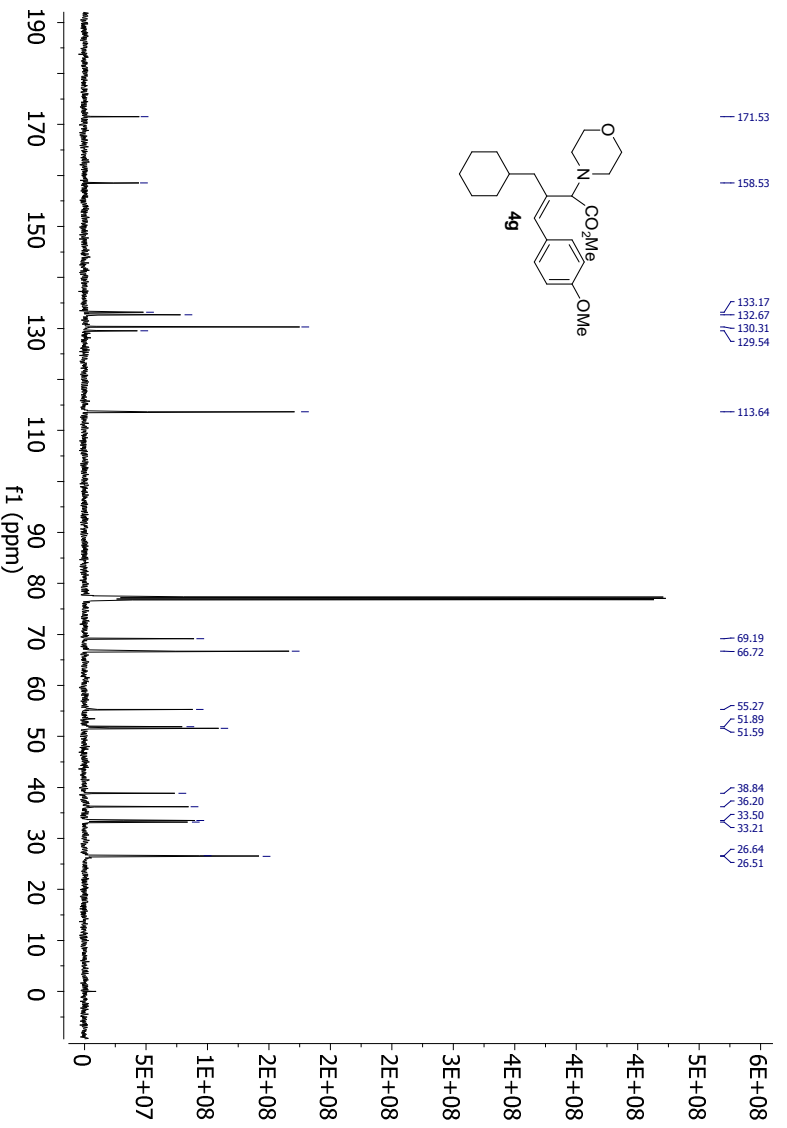 171.53
158.53
133.17
132.67
130.31
129.54
113.64
69.19
66.72
55.27
51.89
51.59
38.84
36.20
33.50
33.21
26.64
26.51
O
N
CO2Me
OMe
4g
190
170
150
130
110
90
80
70
60
50
40
30
20
10
0
f1 (ppm)
0
5E+07
1E+08
2E+08
2E+08
2E+08
3E+08
4E+08
4E+08
4E+08
5E+08
6E+08